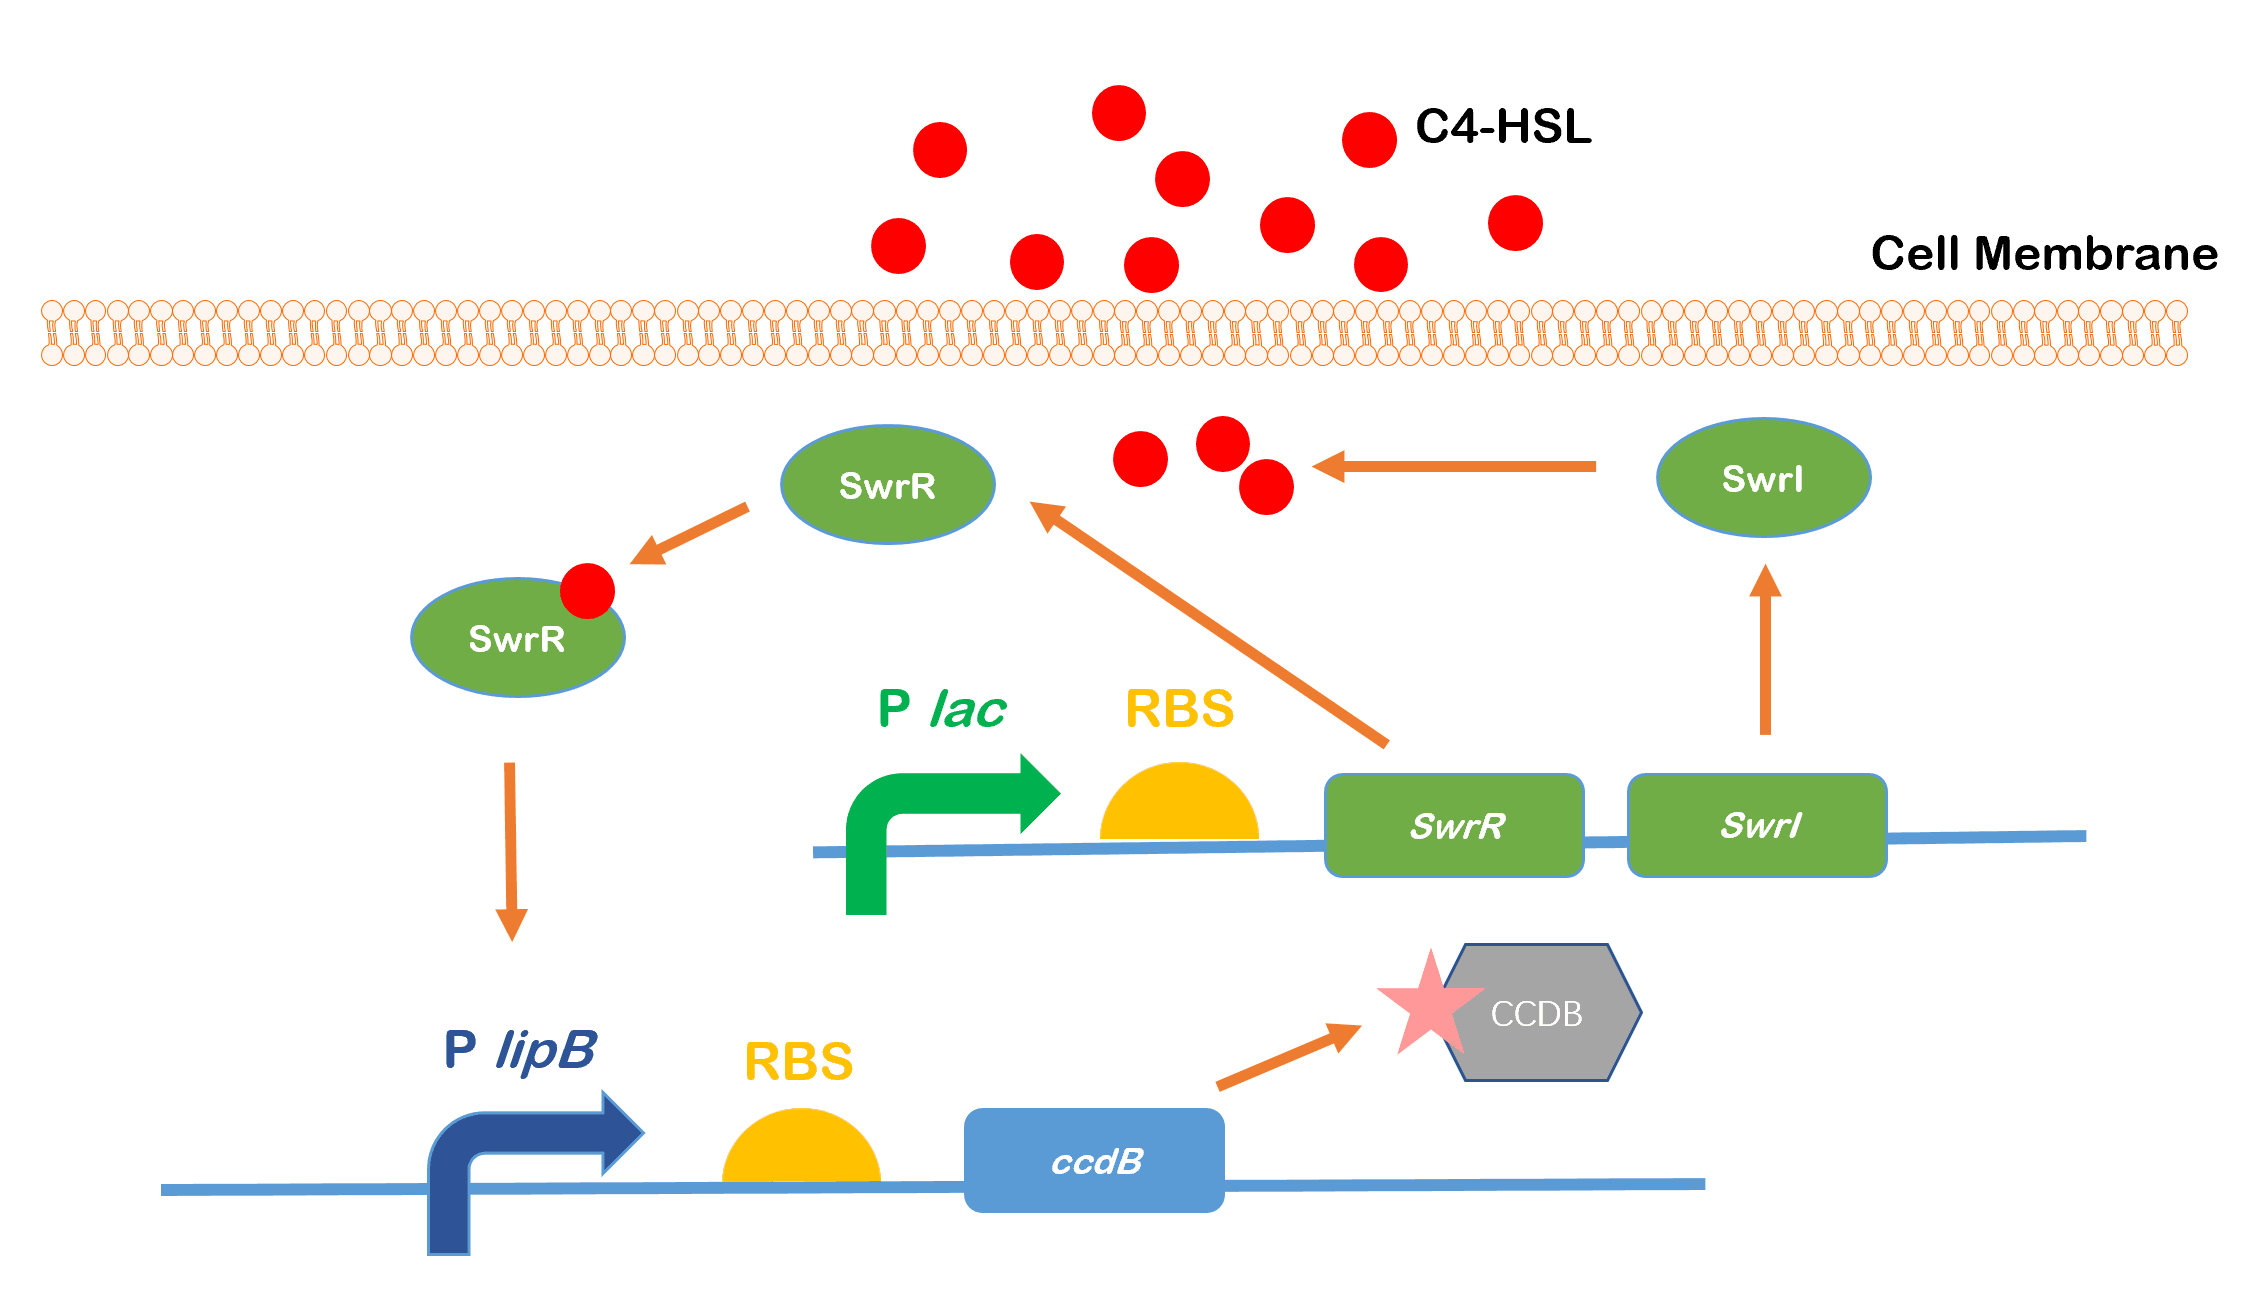 C4-HSL
Cell Membrane
SwrR
SwrI
SwrR
P lac
RBS
SwrR
SwrI
CCDB
P lipB
RBS
ccdB